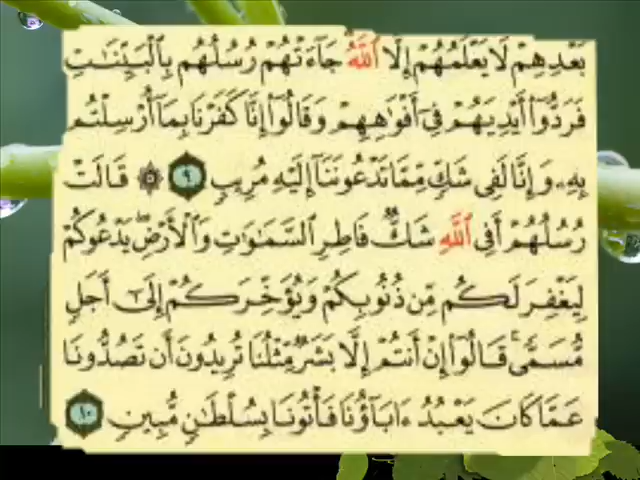 بَعْدِهِمْ لَا يَعْلَمُهُمْ إِلَّا ٱللَّهُ جَآءَتْهُمْ رُسُلُهُم بِٱلْبَيِّنَـٰتِ
فَرَدُّوٓا۟ أَيْدِيَهُمْ فِىٓ أَفْوَٰهِهِمْ وَقَالُوٓا۟ إِنَّا كَفَرْنَا بِمَآ أُرْسِلْتُم
بِهِۦ وَإِنَّا لَفِى شَكٍّ مِّمَّا تَدْعُونَنَآ إِلَيْهِ مُرِيبٍ ٩ ۞ قَالَتْ
رُسُلُهُمْ أَفِى ٱللَّهِ شَكٌّ فَاطِرِ ٱلسَّمَـٰوَٰتِ وَٱلْأَرْضِ ۖ يَدْعُوكُمْ
لِيَغْفِرَ لَكُم مِّن ذُنُوبِكُمْ وَيُؤَخِّرَكُمْ إِلَىٰٓ أَجَلٍ
مُّسَمًّى ۚ قَالُوٓا۟ إِنْ أَنتُمْ إِلَّا بَشَرٌ مِّثْلُنَا تُرِيدُونَ أَن تَصُدُّونَا
عَمَّا كَانَ يَعْبُدُ ءَابَآؤُنَا فَأْتُونَا بِسُلْطَـٰنٍ مُّبِينٍ ١٠